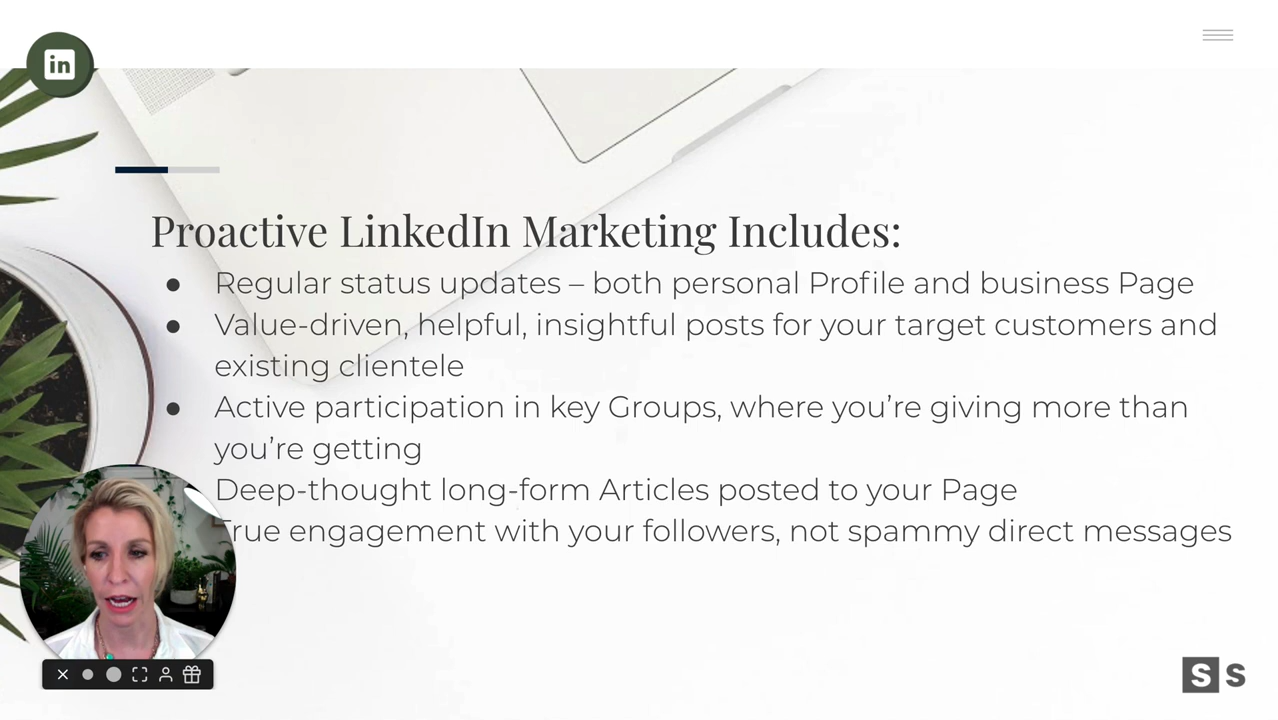 in
Proactive LinkedIn Marketing Includes:
● Regular status updates – both personal Profile and business Page
● Value-driven, helpful, insightful posts for your target customers and
existing clientele
● Active participation in key Groups, where you’re giving more than
you’re getting
Deep-thought long-form Articles posted to your Page
True engagement with your followers, not spammy direct messages
S S